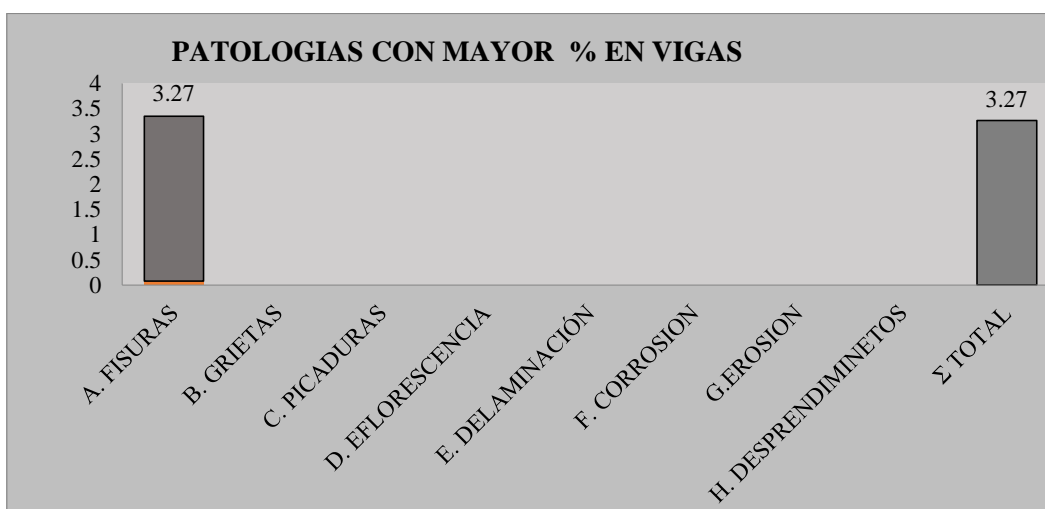 PATOLOGIAS CON MAYOR % EN VIGAS
4
3.5
3
2.5
2
1.5
1
0.5
0
3.27
3.27
A. FISURAS
B. GRIETAS
C. PICADURAS
D. EFLORESCENCIA
E. DELAMINACIÓN
F. CORROSION
G.EROSION
H. DESPRENDIMINETOS
Σ TOTAL